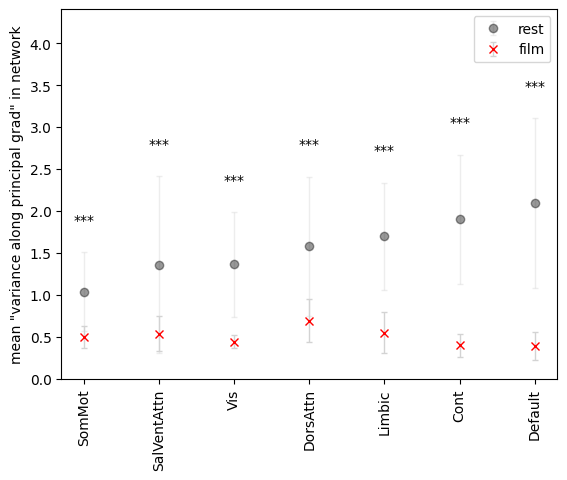 rest
film
mean "variance along principal grad" in network
4.0
3.5
3.0
2.5
2.0
1.5
1.0
0.5
0.0
***
***
***
***
***
***
***
SomMot
SalVentAttn
Vis
DorsAttn
Limbic
Cont
Default